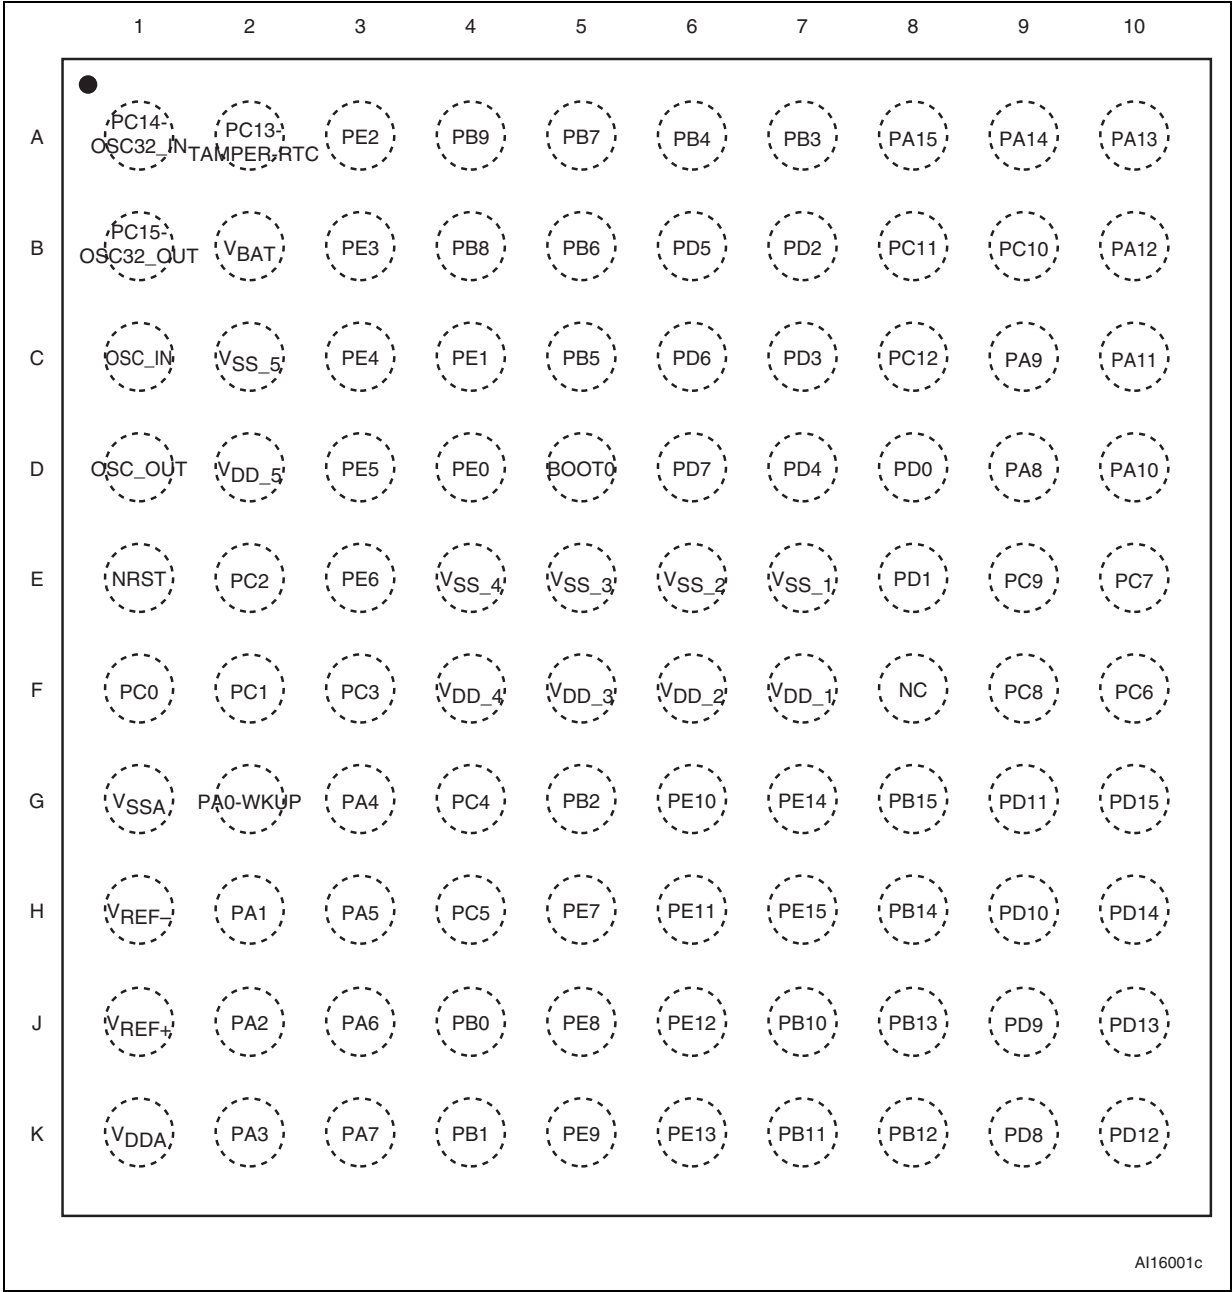 1 2 3 4 5 6 7 8 9 10
A PC14-OSC32_IN PC13-TAMPER-RTC PE2 PB9 PB7 PB4 PB3 PA15 PA14 PA13
B PC15-OSC32_OUT VBAT PE3 PB8 PB6 PD5 PD2 PC11 PC10 PA12
C OSC_IN VSS_5 PE4 PE1 PB5 PD6 PD3 PC12 PA9 PA11
D OSC_OUT VDD_5 PE5 PE0 BOOT0 PD7 PD4 PD0 PA8 PA10
E NRST PC2 PE6 VSS_4 VSS_3 VSS_2 VSS_1 PD1 PC9 PC7
F PC0 PC1 PC3 VDD_4 VDD_3 VDD_2 VDD_1 NC PC8 PC6
G VSSA PA0-WKUP PA4 PC4 PB2 PE10 PE14 PB15 PD11 PD15
H VREF– PA1 PA5 PC5 PE7 PE11 PE15 PB14 PD10 PD14
J VREF+ PA2 PA6 PB0 PE8 PE12 PB10 PB13 PD9 PD13
K VDDA PA3 PA7 PB1 PE9 PE13 PB11 PB12 PD8 PD12
AI16001c